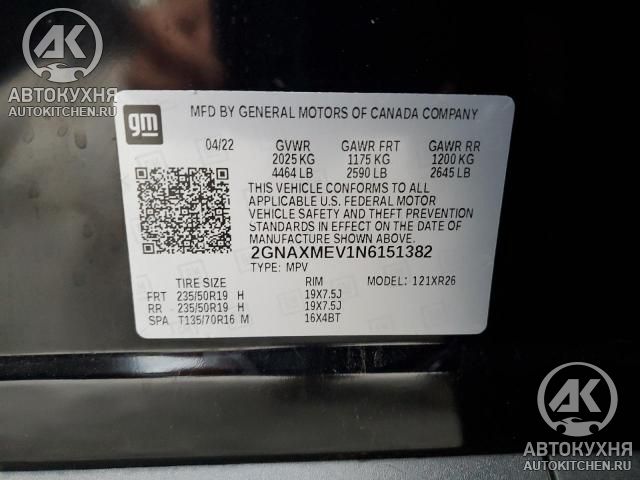 АК
АВТОКУХНЯ
AUTOKITCHEN.RU
gm
MFD BY GENERAL MOTORS OF CANADA COMPANY
04/22 GVWR GAWR FRT GAWR RR
2025 KG 1175 KG 1200 KG
4464 LB 2590 LB 2645 LB
THIS VEHICLE CONFORMS TO ALL
APPLICABLE U.S. FEDERAL MOTOR
VEHICLE SAFETY AND THEFT PREVENTION
STANDARDS IN EFFECT ON THE DATE OF
MANUFACTURE SHOWN ABOVE.
2GNAXMEV1N6151382
TYPE: MPV
TIRE SIZE RIM MODEL: 121XR26
FRT 235/50R19 H 19X7.5J
RR 235/50R19 H 19X7.5J
SPA T135/70R16 M 16X4BT
АК
АВТОКУХНЯ
AUTOKITCHEN.RU